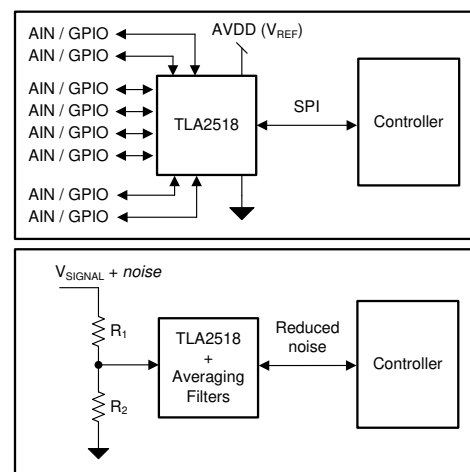 AIN / GPIO
AVDD (VREF)
AIN / GPIO
AIN / GPIO
AIN / GPIO
AIN / GPIO
AIN / GPIO
TLA2518
SPI
Controller
AIN / GPIO
AIN / GPIO
VSIGNAL + noise
R1
R2
TLA2518
+
Averaging
Filters
Reduced
noise
Controller